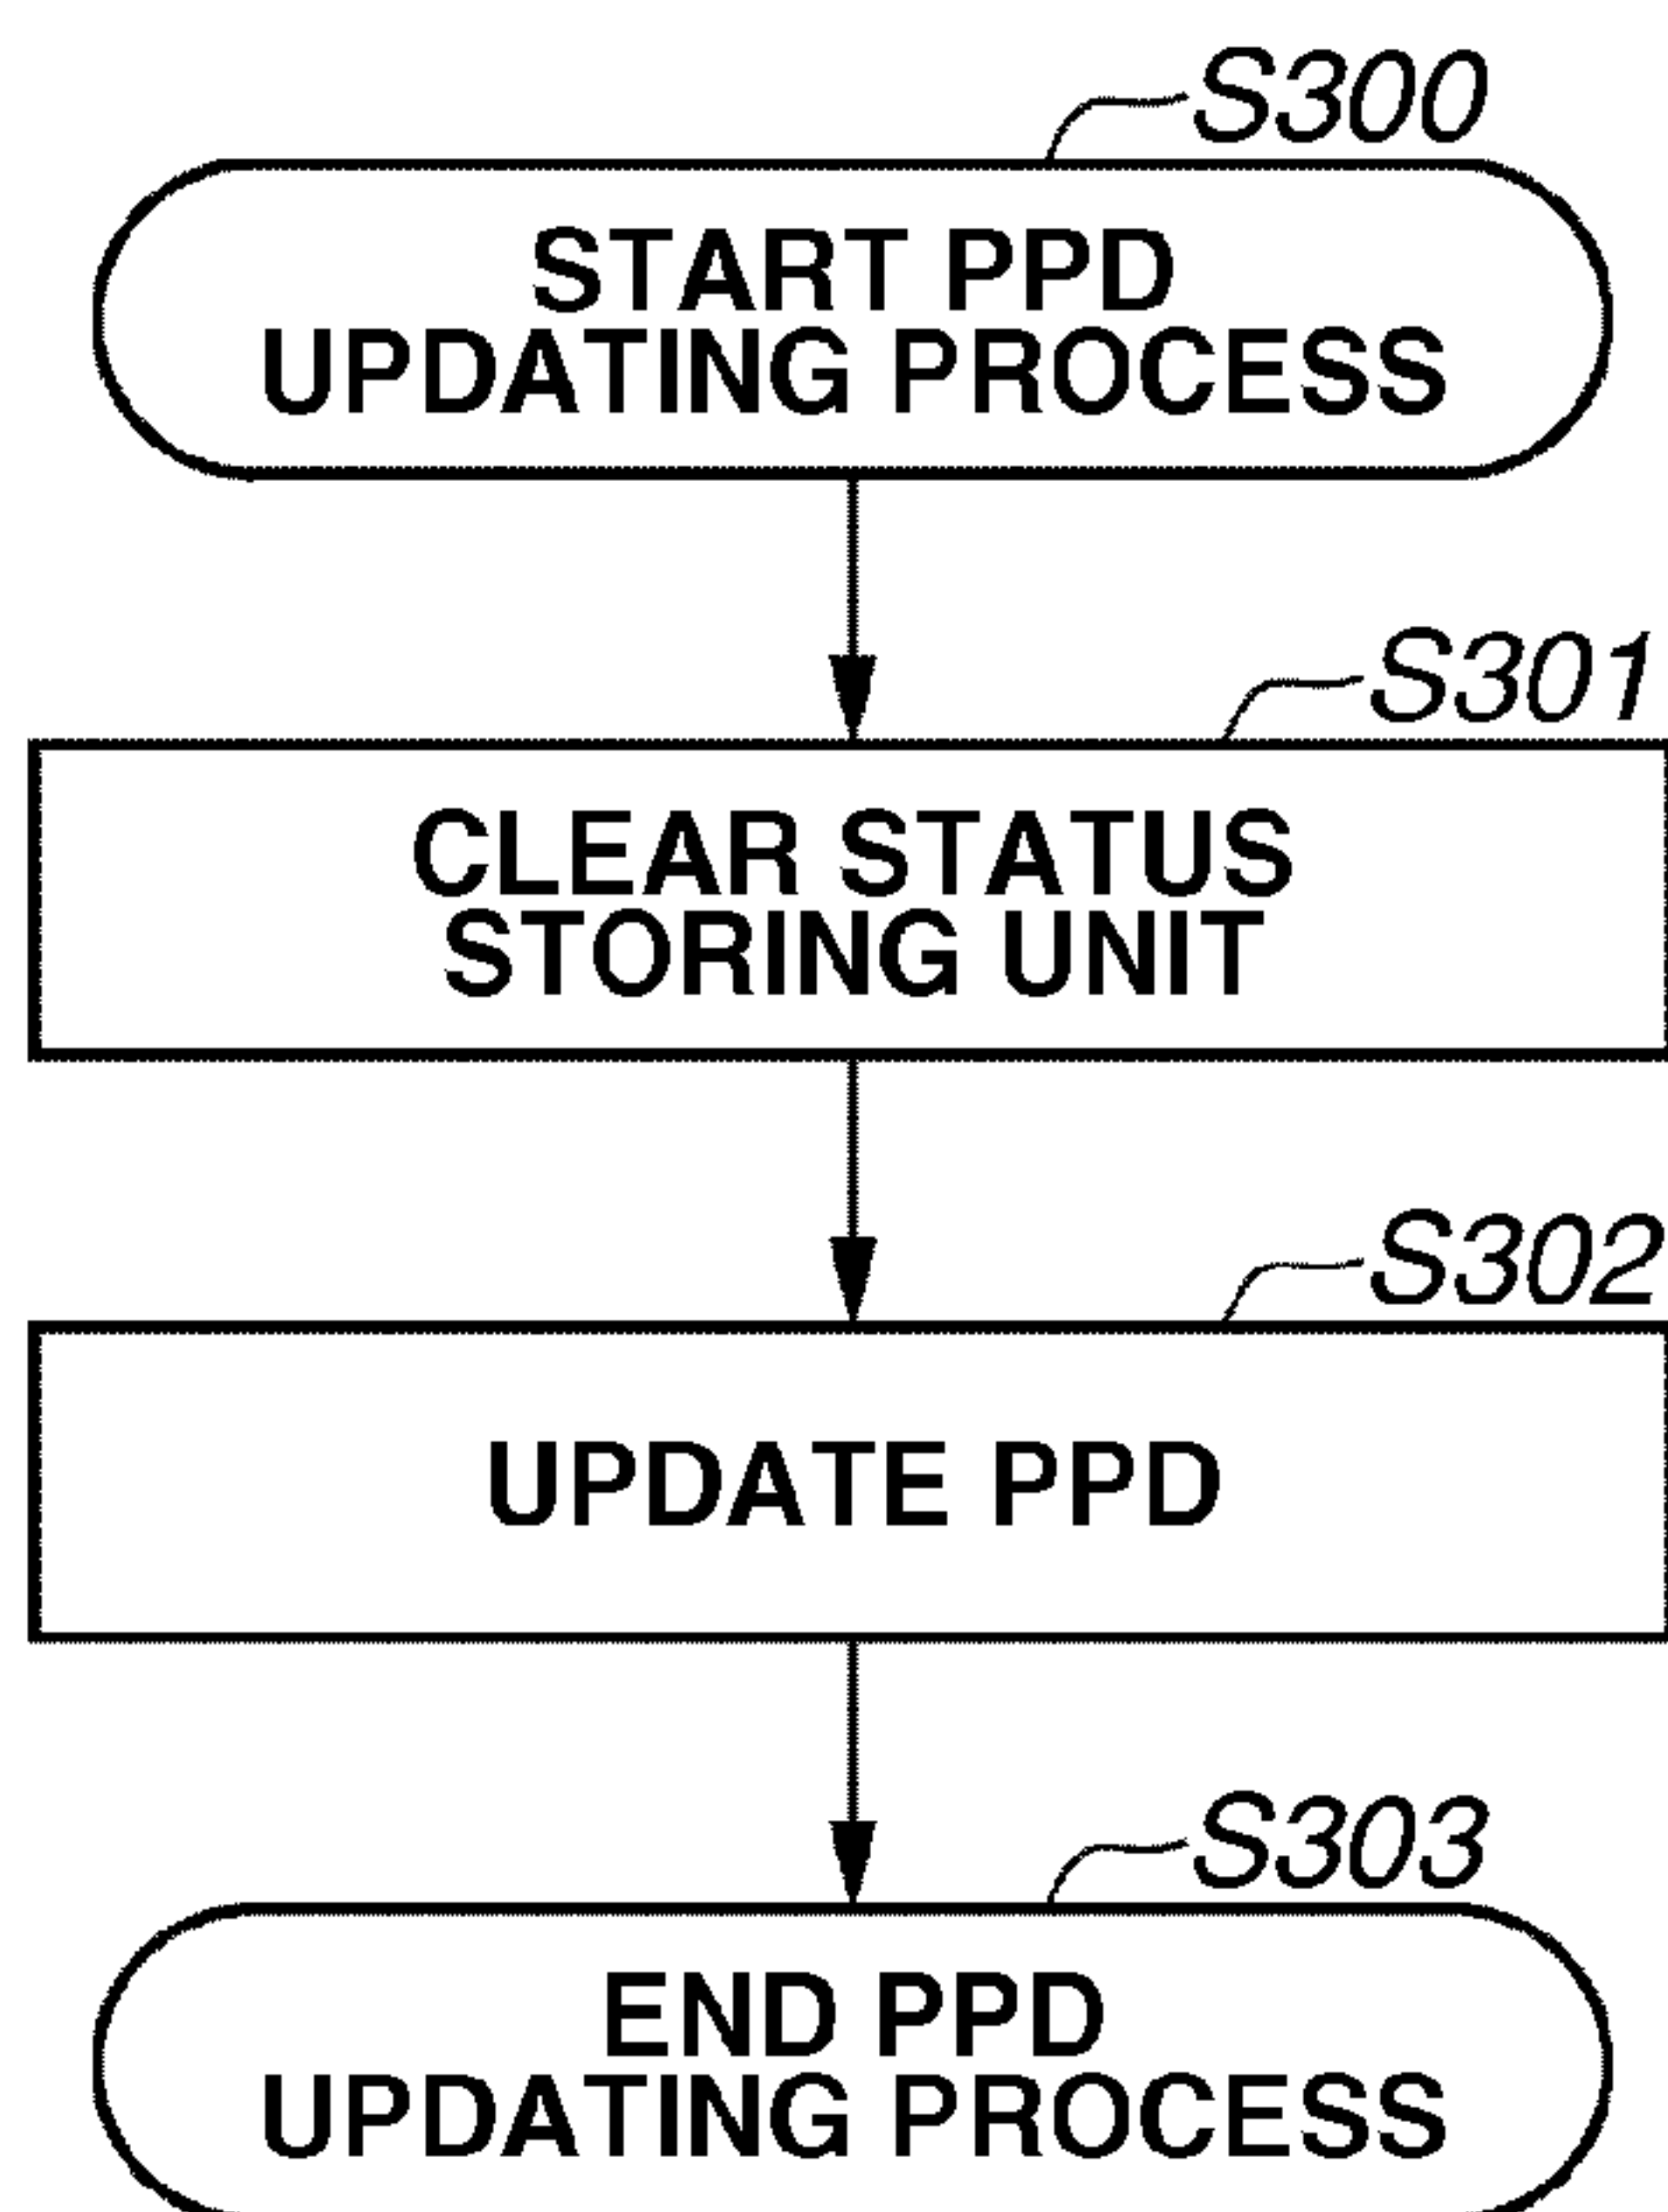 S300
START PPD
UPDATING PROCESS
S301
CLEAR STATUS
STORING UNIT
S302
UPDATE PPD
S303
END PPD
UPDATING PROCESS